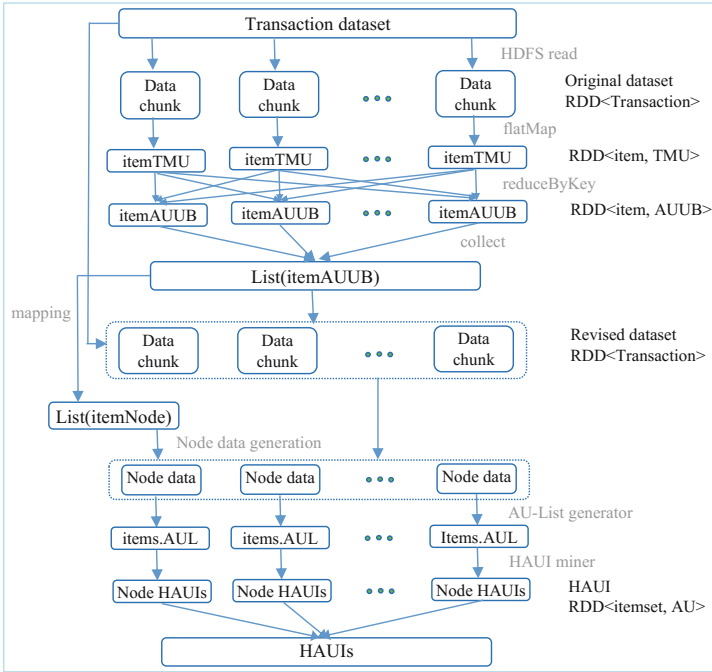 Transaction dataset
HDFS read
Data
chunk
Data
chunk
Data
chunk
Original dataset
RDD<Transaction>
flatMap
itemTMU
itemTMU
itemTMU
RDD<item, TMU>
reduceByKey
itemAUUB
itemAUUB
itemAUUB
RDD<item, AUUB>
collect
List(itemAUUB)
mapping
Data
chunk
Data
chunk
Data
chunk
Revised dataset
RDD<Transaction>
List(itemNode)
Node data generation
Node data
Node data
Node data
AU-List generator
items.AUL
items.AUL
Items.AUL
HAUI miner
Node HAUIs
Node HAUIs
Node HAUIs
HAUI
RDD<itemset, AU>
HAUIs